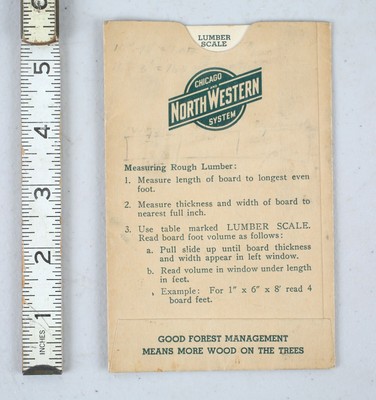 LUMBER
SCALE
CHICAGO
AND
NORTH WESTERN
SYSTEM
Measuring Rough Lumber:
1. Measure length of board to longest even
foot.
2. Measure thickness and width of board to
nearest full inch.
3. Use table marked LUMBER SCALE.
Read board foot volume as follows:
a. Pull slide up until board thickness
and width appear in left window.
b. Read volume in window under length
in feet.
Example: For 1" x 6" x 8' read 4
board feet.
GOOD FOREST MANAGEMENT
MEANS MORE WOOD ON THE TREES
6
5
4
3
2
1
INCHES